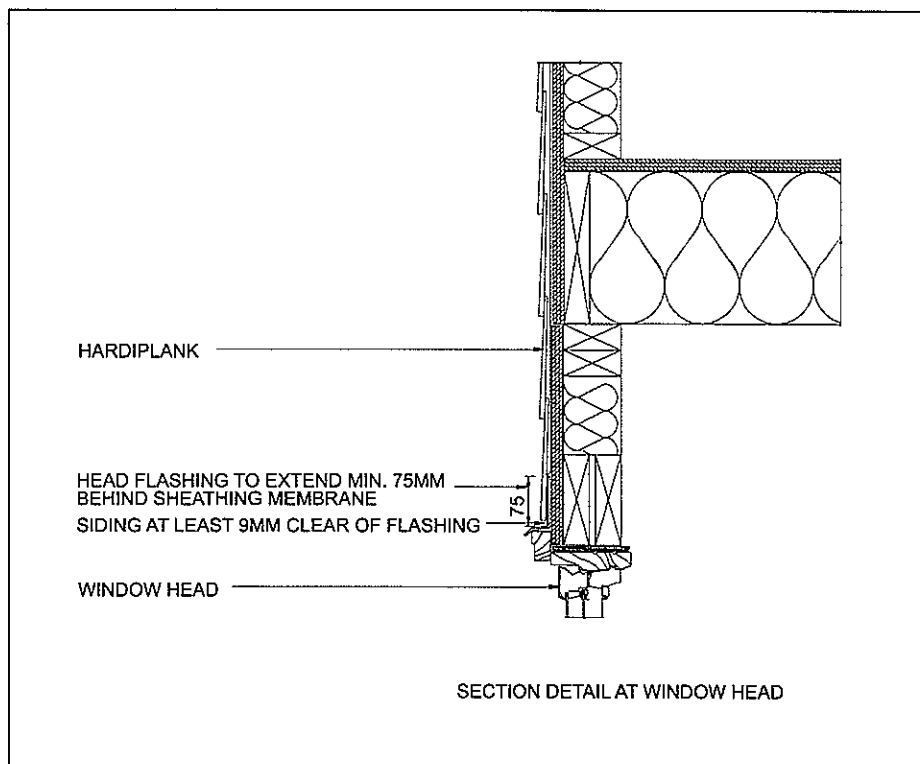 HARDIPLANK
HEAD FLASHING TO EXTEND MIN. 75MM
BEHIND SHEATHING MEMBRANE
75
SIDING AT LEAST 9MM CLEAR OF FLASHING
WINDOW HEAD
SECTION DETAIL AT WINDOW HEAD